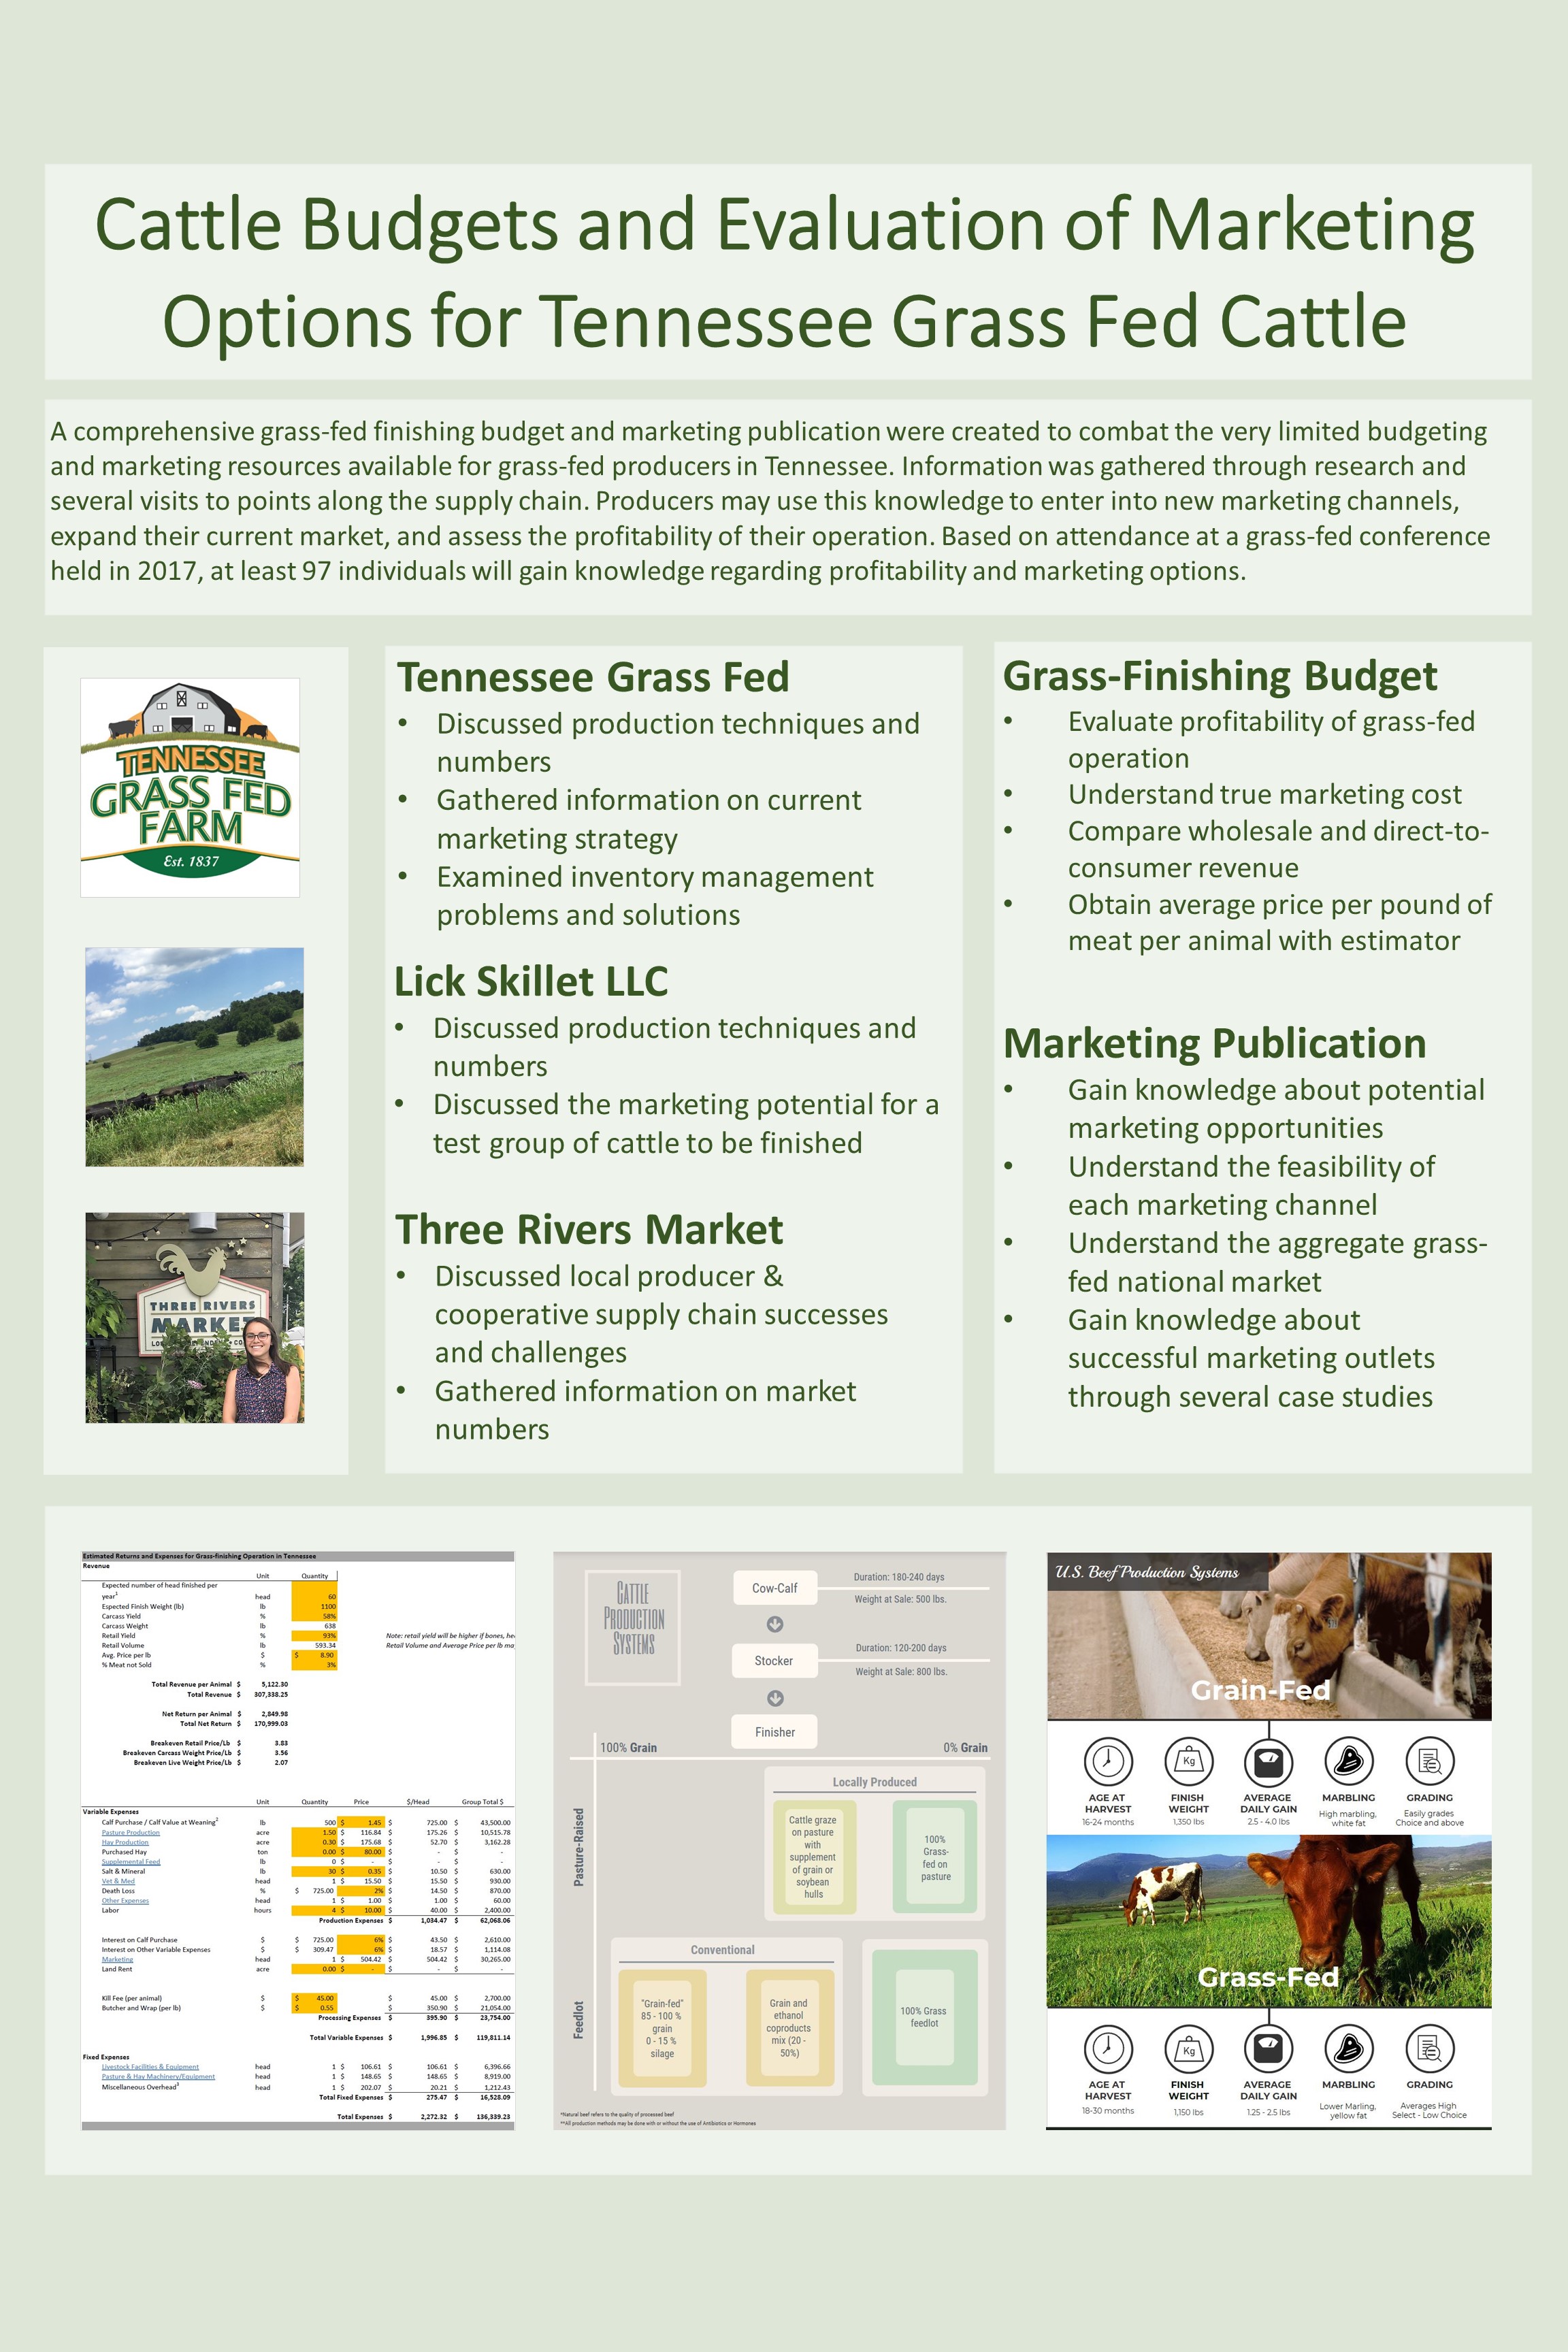 Cattle Budgets and Evaluation of Marketing
Options for Tennessee Grass Fed Cattle
A comprehensive grass-fed finishing budget and marketing publication were created to combat the very limited budgeting
and marketing resources available for grass-fed producers in Tennessee. Information was gathered through research and
several visits to points along the supply chain. Producers may use this knowledge to enter into new marketing channels,
expand their current market, and assess the profitability of their operation. Based on attendance at a grass-fed conference
held in 2017, at least 97 individuals will gain knowledge regarding profitability and marketing options.
TENNESSEE
GRASS FED
FARM
Est. 1837
THREE RIVERS
MARKET
Tennessee Grass Fed
• Discussed production techniques and
numbers
• Gathered information on current
marketing strategy
• Examined inventory management
problems and solutions
Lick Skillet LLC
• Discussed production techniques and
numbers
• Discussed the marketing potential for a
test group of cattle to be finished
Three Rivers Market
• Discussed local producer &
cooperative supply chain successes
and challenges
• Gathered information on market
numbers
Grass-Finishing Budget
• Evaluate profitability of grass-fed
operation
• Understand true marketing cost
• Compare wholesale and direct-to-
consumer revenue
• Obtain average price per pound of
meat per animal with estimator
Marketing Publication
• Gain knowledge about potential
marketing opportunities
• Understand the feasibility of
each marketing channel
• Understand the aggregate grass-
fed national market
• Gain knowledge about
successful marketing outlets
through several case studies
Estimated Returns and Expenses for Grass-finishing Operation in Tennessee
Revenue
Unit Quantity
Expected number of head finished per
year1 head 60
Espected Finish Weight (lb) lb 1100
Carcass Yield % 58%
Carcass Weight lb 638
Retail Yield % 93% Note: retail yield will be higher if bones, he
Retail Volume lb 593.34 Retail Volume and Average Price per lb ma
Avg. Price per lb $ $ 8.90
% Meat not Sold % 3%
Total Revenue per Animal $ 5,122.30
Total Revenue $ 307,338.25
Net Return per Animal $ 2,849.98
Total Net Return $ 170,999.03
Breakeven Retail Price/Lb $ 3.83
Breakeven Carcass Weight Price/Lb $ 3.56
Breakeven Live Weight Price/Lb $ 2.07
Unit Quantity Price $/Head Group Total $
Variable Expenses
Calf Purchase / Calf Value at Weaning2 lb 500 $ 1.45 $ 725.00 $ 43,500.00
Pasture Production acre 1.50 $ 116.84 $ 175.26 $ 10,515.78
Hay Production acre 0.30 $ 175.68 $ 52.70 $ 3,162.28
Purchased Hay ton 0.00 $ 80.00 $ - $ -
Supplemental Feed lb 0 $ - $ - $ -
Salt & Mineral lb 30 $ 0.35 $ 10.50 $ 630.00
Vet & Med head 1 $ 15.50 $ 15.50 $ 930.00
Death Loss % $ 725.00 2% $ 14.50 $ 870.00
Other Expenses head 1 $ 1.00 $ 1.00 $ 60.00
Labor hours 4 $ 10.00 $ 40.00 $ 2,400.00
Production Expenses $ 1,034.47 $ 62,068.06
Interest on Calf Purchase $ $ 725.00 6% $ 43.50 $ 2,610.00
Interest on Other Variable Expenses $ $ 309.47 6% $ 18.57 $ 1,114.08
Marketing head 1 $ 504.42 $ 504.42 $ 30,265.00
Land Rent acre 0.00 $ - $ - $ -
Kill Fee (per animal) $ $ 45.00 $ 45.00 $ 2,700.00
Butcher and Wrap (per lb) $ $ 0.55 $ 350.90 $ 21,054.00
Processing Expenses $ 395.90 $ 23,754.00
Total Variable Expenses $ 1,996.85 $ 119,811.14
Fixed Expenses
Livestock Facilities & Equipment head 1 $ 106.61 $ 106.61 $ 6,396.66
Pasture & Hay Machinery/Equipment head 1 $ 148.65 $ 148.65 $ 8,919.00
Miscellaneous Overhead3 head 1 $ 202.07 $ 20.21 $ 1,212.43
Total Fixed Expenses $ 275.47 $ 16,528.09
Total Expenses $ 2,272.32 $ 136,339.23
CATTLE
PRODUCTION
SYSTEMS
Cow-Calf
Duration: 180-240 days
Weight at Sale: 500 lbs.
Stocker
Duration: 120-200 days
Weight at Sale: 800 lbs.
Finisher
100% Grain
0% Grain
Pasture-Raised
Locally Produced
Cattle graze
on pasture
with
supplement
of grain or
soybean
hulls
100%
Grass-
fed on
pasture
Feedlot
Conventional
"Grain-fed"
85 - 100 %
grain
0 - 15 %
silage
Grain and
ethanol
coproducts
mix (20 -
50%)
100% Grass
feedlot
*Natural beef refers to the quality of processed beef
**All production methods may be done with or without the use of Antibiotics or Hormones
U.S. Beef Production Systems
Grain-Fed
Kg
AGE AT
HARVEST
16-24 months
FINISH
WEIGHT
1,350 lbs
AVERAGE
DAILY GAIN
2.5 - 4.0 lbs
MARBLING
High marbling,
white fat
GRADING
Easily grades
Choice and above
Grass-Fed
Kg
AGE AT
HARVEST
18-30 months
FINISH
WEIGHT
1,150 lbs
AVERAGE
DAILY GAIN
1.25 - 2.5 lbs
MARBLING
Lower Marling,
yellow fat
GRADING
Averages High
Select - Low Choice